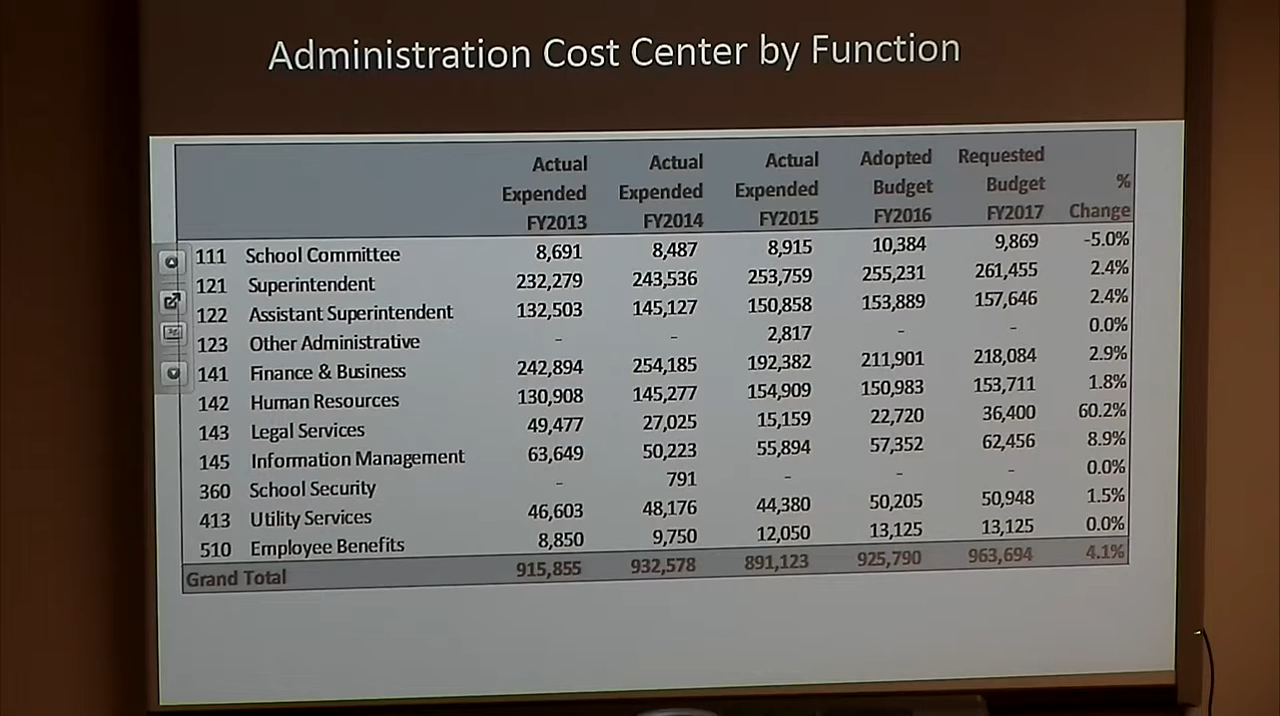 Administration Cost Center by Function
Actual Expended FY2013 Actual Expended FY2014 Actual Expended FY2015 Adopted Budget FY2016 Requested Budget FY2017 % Change
111 School Committee 8,691 8,487 8,915 10,384 9,869 -5.0%
121 Superintendent 232,279 243,536 253,759 255,231 261,455 2.4%
122 Assistant Superintendent 132,503 145,127 150,858 153,889 157,646 2.4%
123 Other Administrative - - 2,817 - - 0.0%
141 Finance & Business 242,894 254,185 192,382 211,901 218,084 2.9%
142 Human Resources 130,908 145,277 154,909 150,983 153,711 1.8%
143 Legal Services 49,477 27,025 15,159 22,720 36,400 60.2%
145 Information Management 63,649 50,223 55,894 57,352 62,456 8.9%
360 School Security - 791 - - - 0.0%
413 Utility Services 46,603 48,176 44,380 50,205 50,948 1.5%
510 Employee Benefits 8,850 9,750 12,050 13,125 13,125 0.0%
Grand Total 915,855 932,578 891,123 925,790 963,694 4.1%